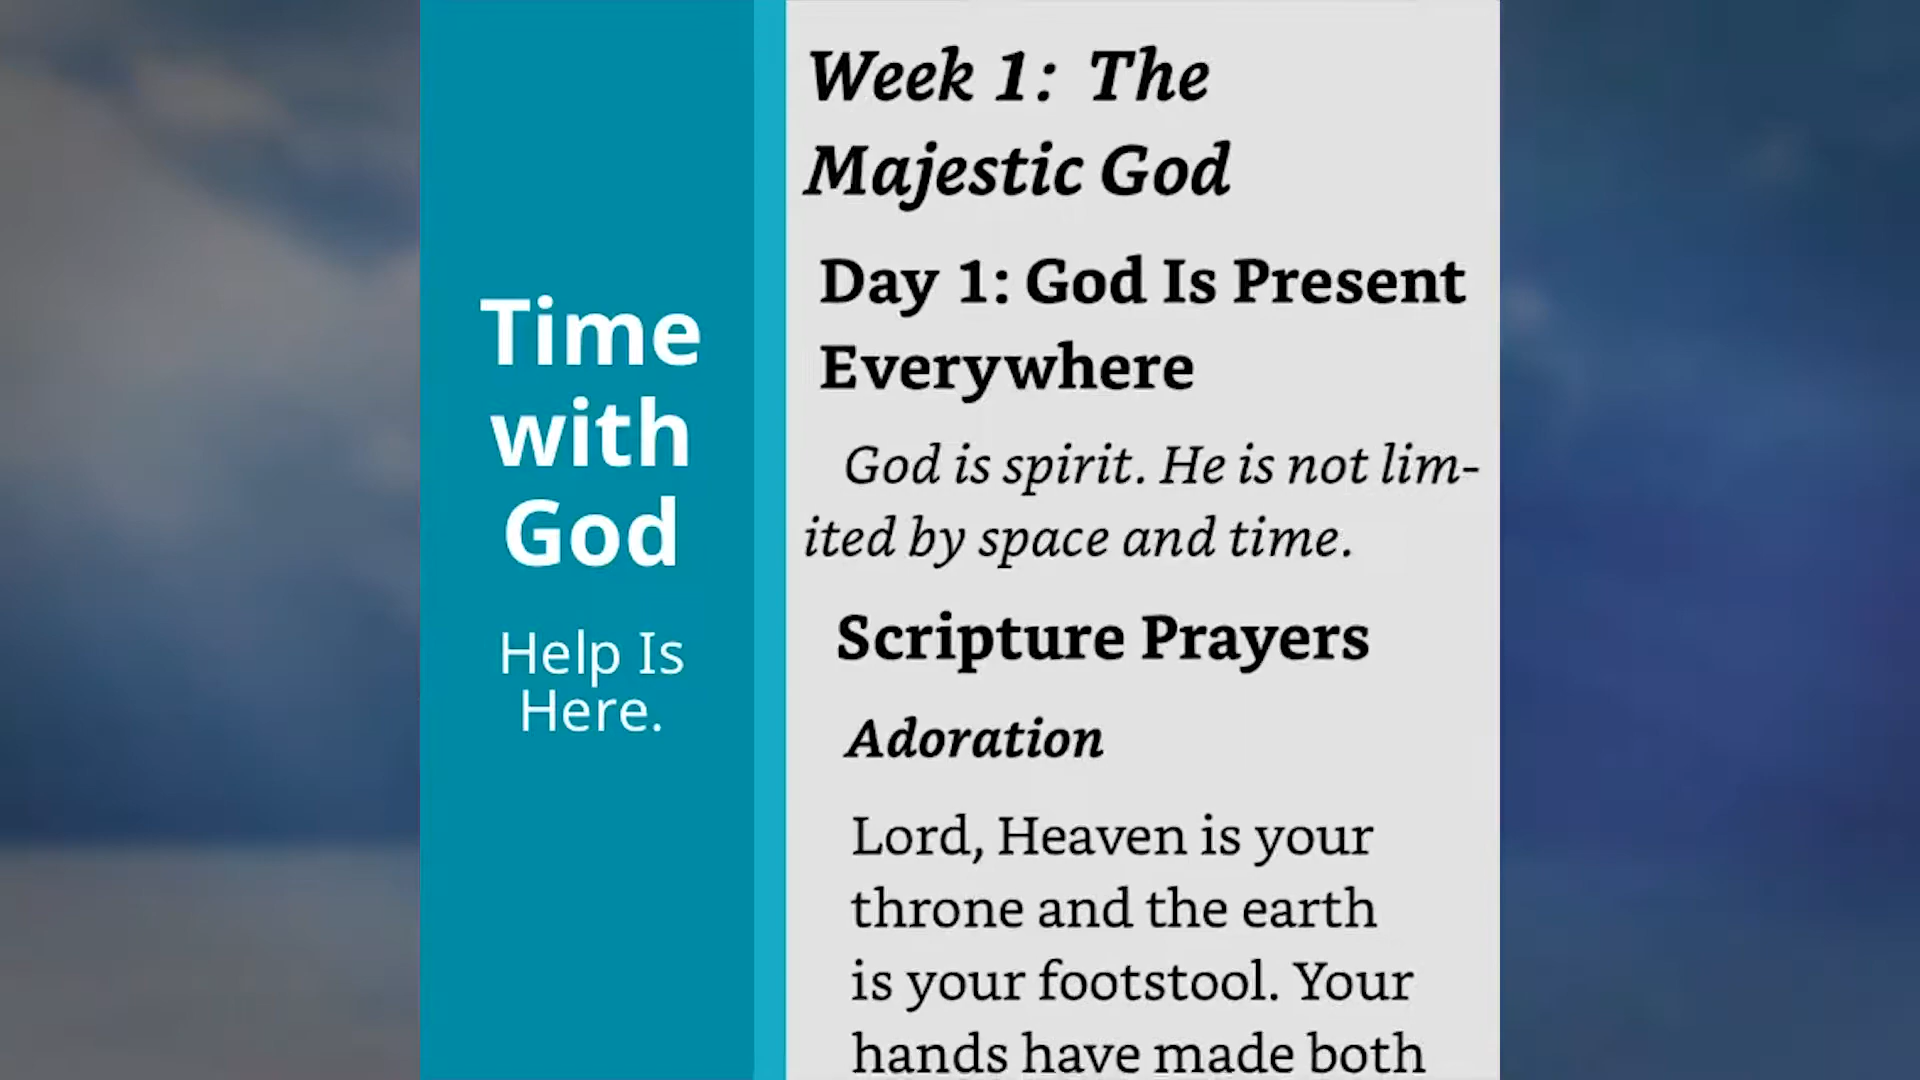 Time
with
God
Help Is
Here.
Week 1: The
Majestic God
Day 1: God Is Present
Everywhere
God is spirit. He is not lim-
ited by space and time.
Scripture Prayers
Adoration
Lord, Heaven is your
throne and the earth
is your footstool. Your
hands have made both